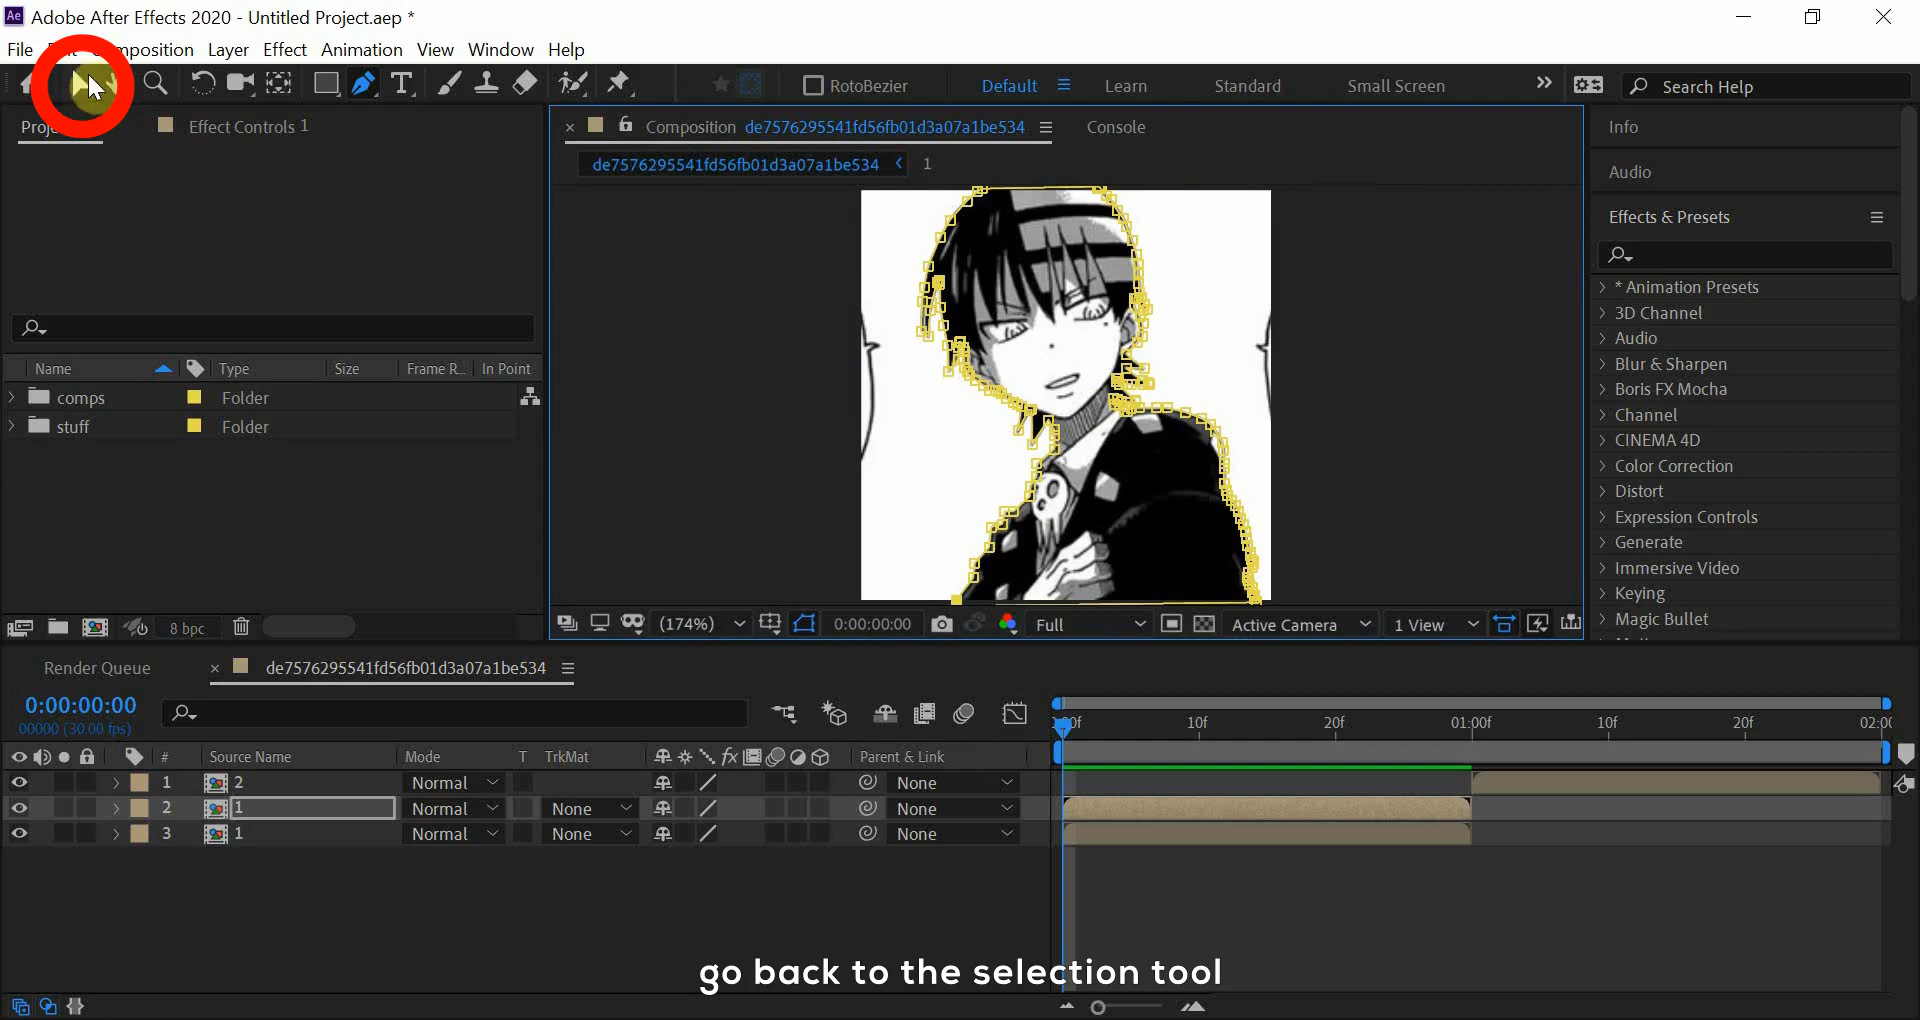 Ae Adobe After Effects 2020 - Untitled Project.aep *
File Composition Layer Effect Animation View Window Help
T RotoBezier Default Learn Standard Small Screen Search Help
Effect Controls 1
Composition de7576295541fd56fb01d3a07a1be534 Console
de7576295541fd56fb01d3a07a1be534 1
Info
Audio
Effects & Presets
* Animation Presets
3D Channel
Audio
Blur & Sharpen
Boris FX Mocha
Channel
CINEMA 4D
Color Correction
Distort
Expression Controls
Generate
Immersive Video
Keying
Magic Bullet
Name Type Size Frame R... In Point
comps Folder
stuff Folder
8 bpc
(174%) 0:00:00:00 Full Active Camera 1 View
Render Queue de7576295541fd56fb01d3a07a1be534
0:00:00:00
00000 (30.00 fps)
10f 20f 01:00f 10f 20f
# Source Name Mode T TrkMat fx Parent & Link
1 2 Normal None
2 1 Normal None None
3 1 Normal None None
go back to the selection tool